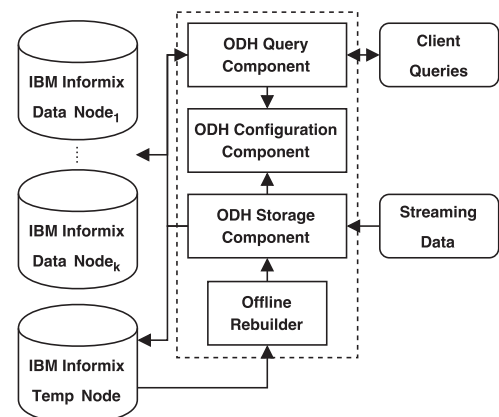 IBM Informix
Data Node1
IBM Informix
Data Nodek
IBM Informix
Temp Node
ODH Query
Component
ODH Configuration
Component
ODH Storage
Component
Offline
Rebuilder
Client
Queries
Streaming
Data